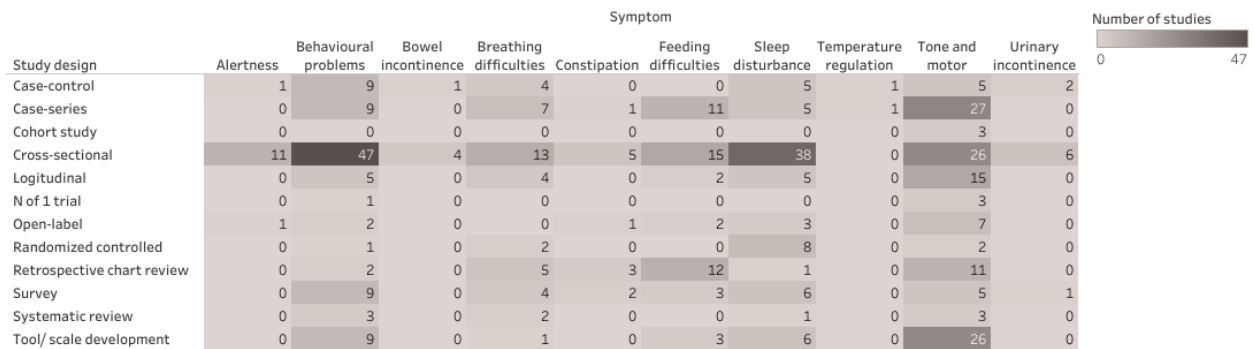 Symptom
Number of studies
0 47
Study design Alertness Behavioural problems Bowel incontinence Breathing difficulties Constipation Feeding difficulties Sleep disturbance Temperature regulation Tone and motor Urinary incontinence
Case-control 1 9 1 4 0 0 5 1 5 2
Case-series 0 9 0 7 1 11 5 1 27 0
Cohort study 0 0 0 0 0 0 0 0 3 0
Cross-sectional 11 47 4 13 5 15 38 0 26 6
Logitudinal 0 5 0 4 0 2 5 0 15 0
N of 1 trial 0 1 0 0 0 0 0 0 3 0
Open-label 1 2 0 0 1 2 3 0 7 0
Randomized controlled 0 1 0 2 0 0 8 0 2 0
Retrospective chart review 0 2 0 5 3 12 1 0 11 0
Survey 0 9 0 4 2 3 6 0 5 1
Systematic review 0 3 0 2 0 0 1 0 3 0
Tool/ scale development 0 9 0 1 0 3 6 0 26 0